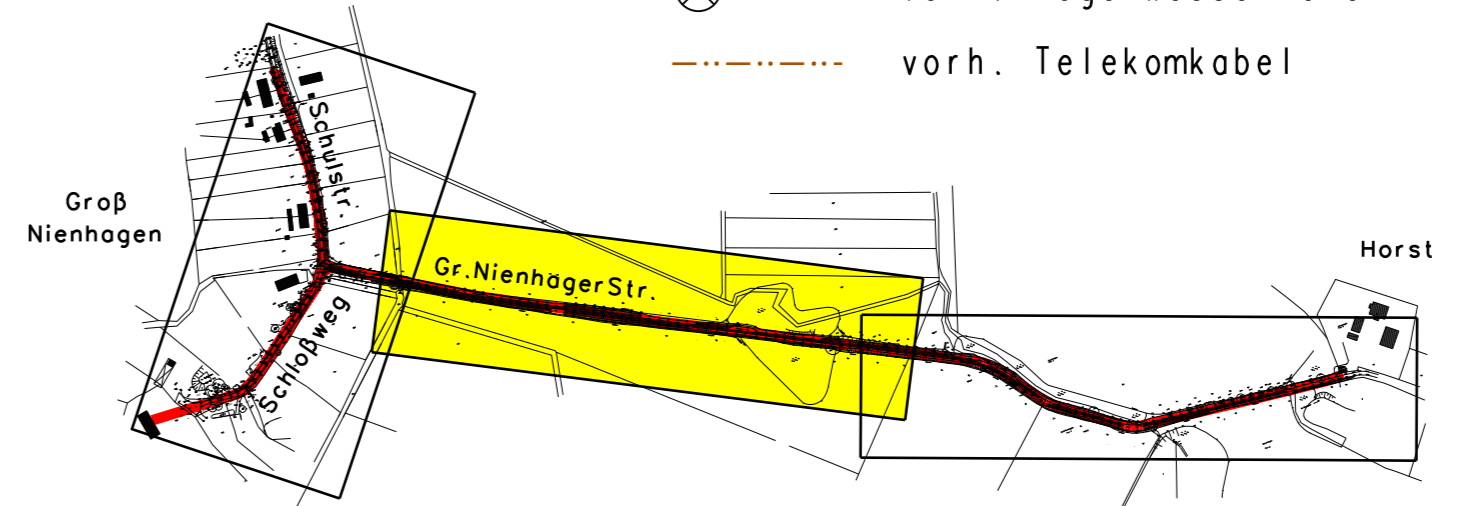 vorh. Telekomkabel
Schulstr.
Groß
Nienhagen
Gr.NienhägerStr.
Horst
Schloßweg